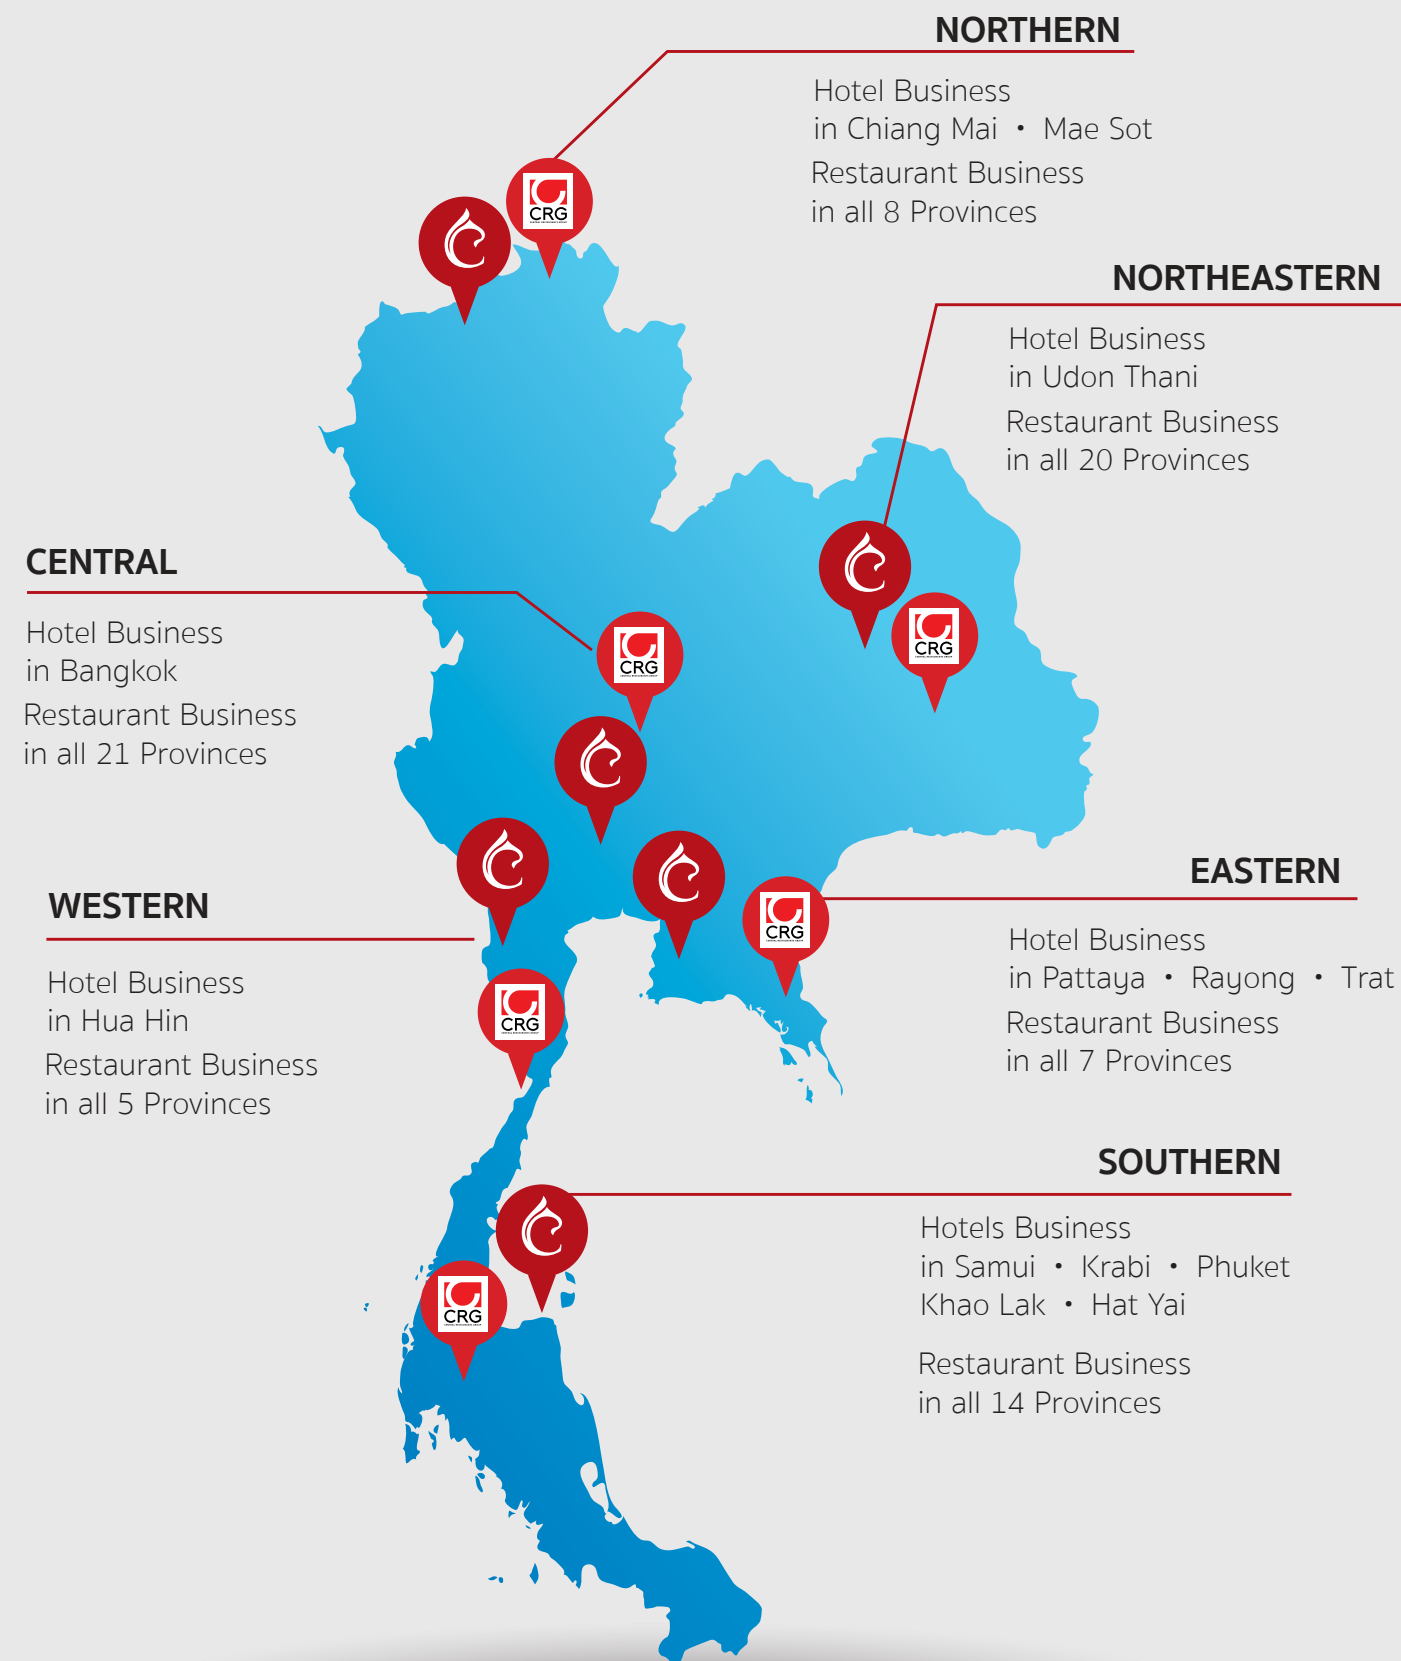 NORTHERN
Hotel Business
in Chiang Mai • Mae Sot
Restaurant Business
in all 8 Provinces
CRG
NORTHEASTERN
Hotel Business
in Udon Thani
Restaurant Business
in all 20 Provinces
CENTRAL
Hotel Business
in Bangkok
Restaurant Business
in all 21 Provinces
CRG
CRG
WESTERN
Hotel Business
in Hua Hin
Restaurant Business
in all 5 Provinces
CRG
EASTERN
Hotel Business
in Pattaya • Rayong • Trat
Restaurant Business
in all 7 Provinces
CRG
SOUTHERN
Hotels Business
in Samui • Krabi • Phuket
Khao Lak • Hat Yai
Restaurant Business
in all 14 Provinces
CRG